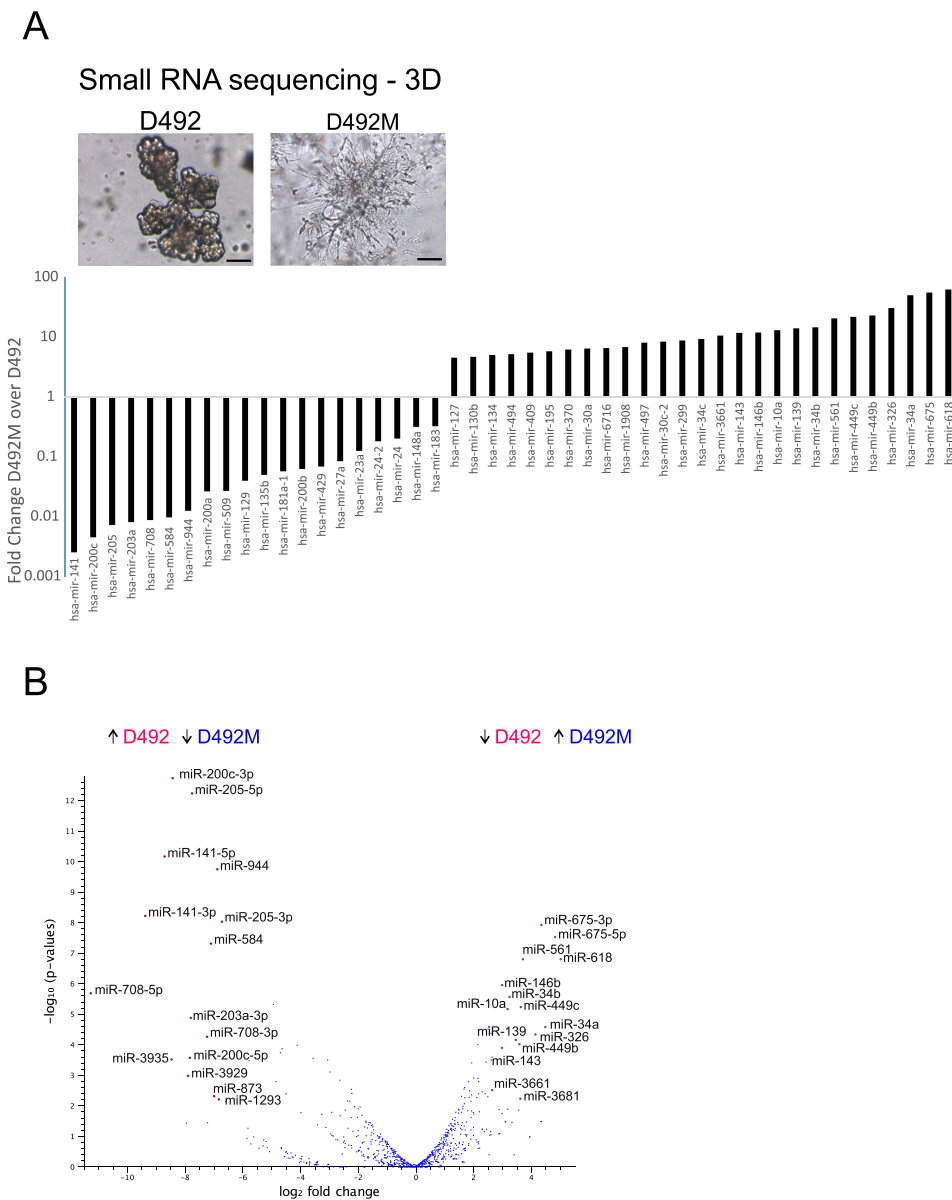 A
Small RNA sequencing - 3D
D492
D492M
Fold Change D492M over D492
100
10
1
0.1
0.01
0.001
hsa-mir-141
hsa-mir-200c
hsa-mir-205
hsa-mir-203a
hsa-mir-708
hsa-mir-584
hsa-mir-944
hsa-mir-200a
hsa-mir-509
hsa-mir-129
hsa-mir-135b
hsa-mir-181a-1
hsa-mir-200b
hsa-mir-429
hsa-mir-27a
hsa-mir-23a
hsa-mir-24-2
hsa-mir-24
hsa-mir-148a
hsa-mir-183
hsa-mir-127
hsa-mir-130b
hsa-mir-134
hsa-mir-494
hsa-mir-409
hsa-mir-195
hsa-mir-370
hsa-mir-30a
hsa-mir-6716
hsa-mir-1908
hsa-mir-497
hsa-mir-30c-2
hsa-mir-299
hsa-mir-34c
hsa-mir-3661
hsa-mir-143
hsa-mir-146b
hsa-mir-10a
hsa-mir-139
hsa-mir-34b
hsa-mir-561
hsa-mir-449c
hsa-mir-449b
hsa-mir-326
hsa-mir-34a
hsa-mir-675
hsa-mir-618
B
↑ D492 ↓ D492M
↓ D492 ↑ D492M
−log₁₀ (p−values)
12
11
10
9
8
7
6
5
4
3
2
1
0
miR-200c-3p
miR-205-5p
miR-141-5p
miR-944
miR-141-3p
miR-205-3p
miR-584
miR-708-5p
miR-203a-3p
miR-708-3p
miR-3935
miR-200c-5p
miR-3929
miR-873
miR-1293
miR-675-3p
miR-675-5p
miR-561
miR-618
miR-146b
miR-34b
miR-10a
miR-449c
miR-34a
miR-139
miR-326
miR-449b
miR-143
miR-3661
miR-3681
−10
−8
−6
−4
−2
0
2
4
log₂ fold change